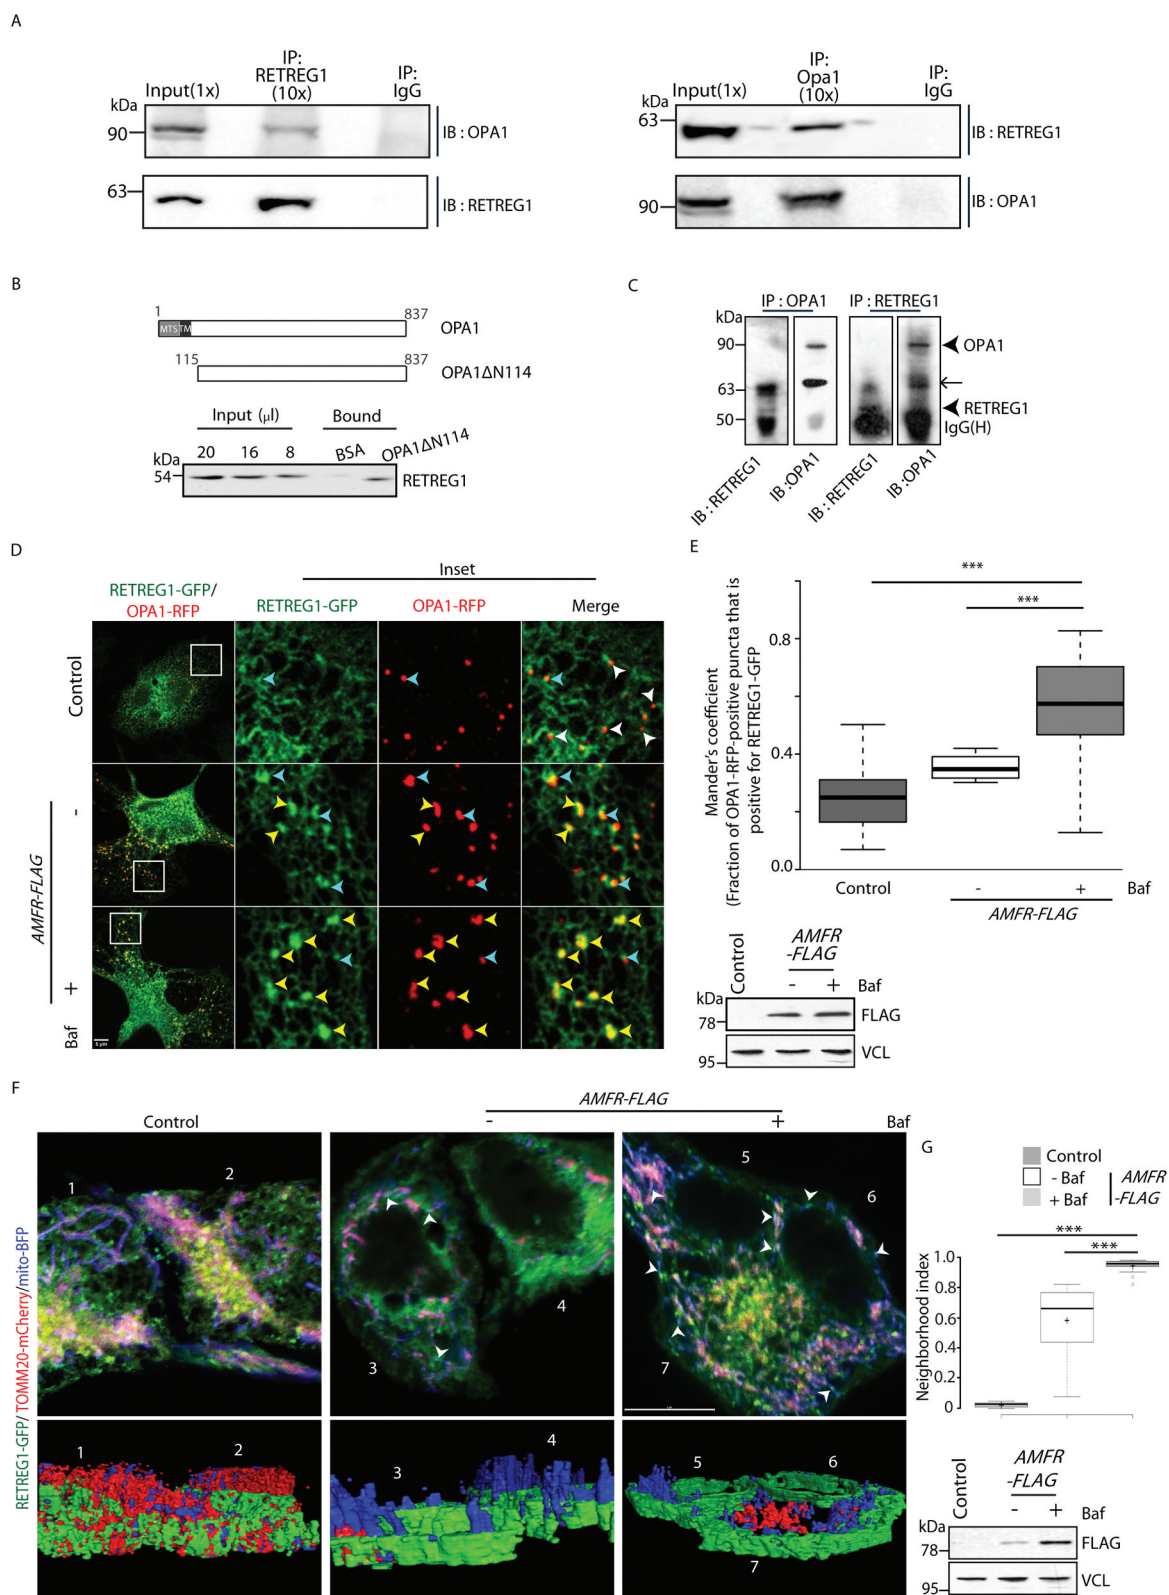 A
Input(1x)
IP:
RETREG1
(10x)
IP:
IgG
kDa
90
IB : OPA1
63
IB : RETREG1
Input(1x)
IP:
Opa1
(10x)
IP:
IgG
kDa
63
IB : RETREG1
90
IB : OPA1
B
1
837
MTS TM
OPA1
115
837
OPA1ΔN114
Input (μl)
Bound
20 16 8 BSA OPA1ΔN114
kDa
54
RETREG1
C
IP : OPA1
IP : RETREG1
kDa
90
OPA1
63
50
RETREG1
IgG(H)
IB : RETREG1
IB :OPA1
IB : RETREG1
IB :OPA1
D
Inset
RETREG1-GFP/
OPA1-RFP
RETREG1-GFP
OPA1-RFP
Merge
Control
-
AMFR-FLAG
+
Baf
5 μm
E
***
***
Mander's coefficient
(Fraction of OPA1-RFP-positive puncta that is
positive for RETREG1-GFP
0.8
0.4
0.0
Control
- + Baf
AMFR-FLAG
Control
AMFR
-FLAG
- + Baf
kDa
78
FLAG
95
VCL
F
AMFR-FLAG
Control
- + Baf
RETREG1-GFP/TOMM20-mCherry/mito-BFP
1
2
3
4
5
6
7
1
2
3
4
5
6
7
G
Control
- Baf
+ Baf
AMFR
-FLAG
***
***
Neighborhood index
1.0
0.8
0.6
0.4
0.2
0
Control
AMFR
-FLAG
- + Baf
kDa
78
FLAG
95
VCL